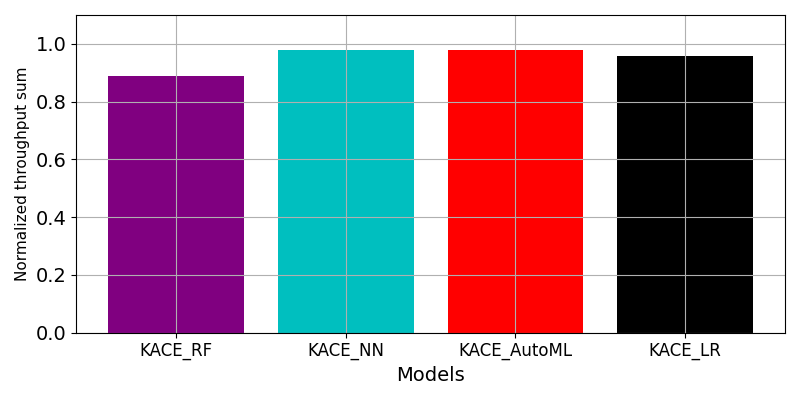 Normalized throughput sum
1.0
0.8
0.6
0.4
0.2
0.0
KACE_RF KACE_NN KACE_AutoML KACE_LR
Models